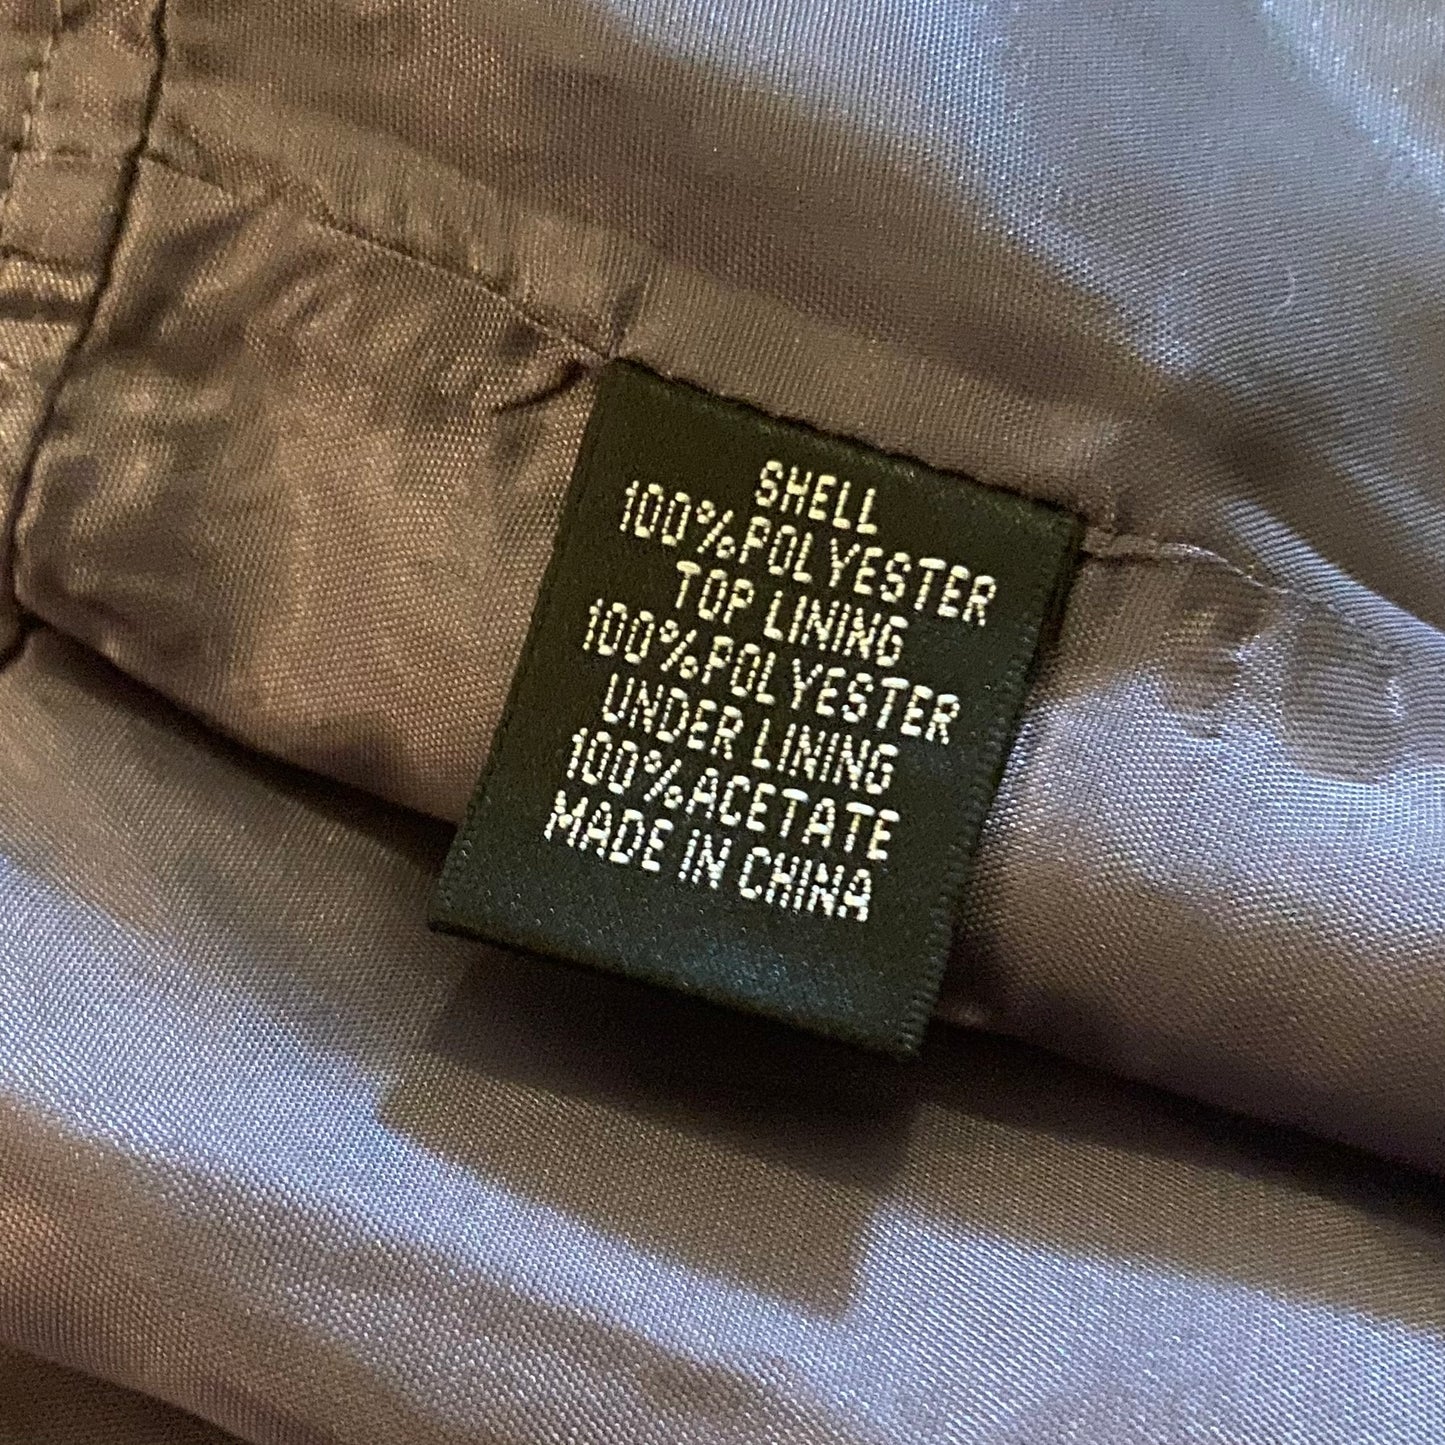 SHELL
100%POLYESTER
TOP LINING
100%POLYESTER
UNDER LINING
100%ACETATE
MADE IN CHINA